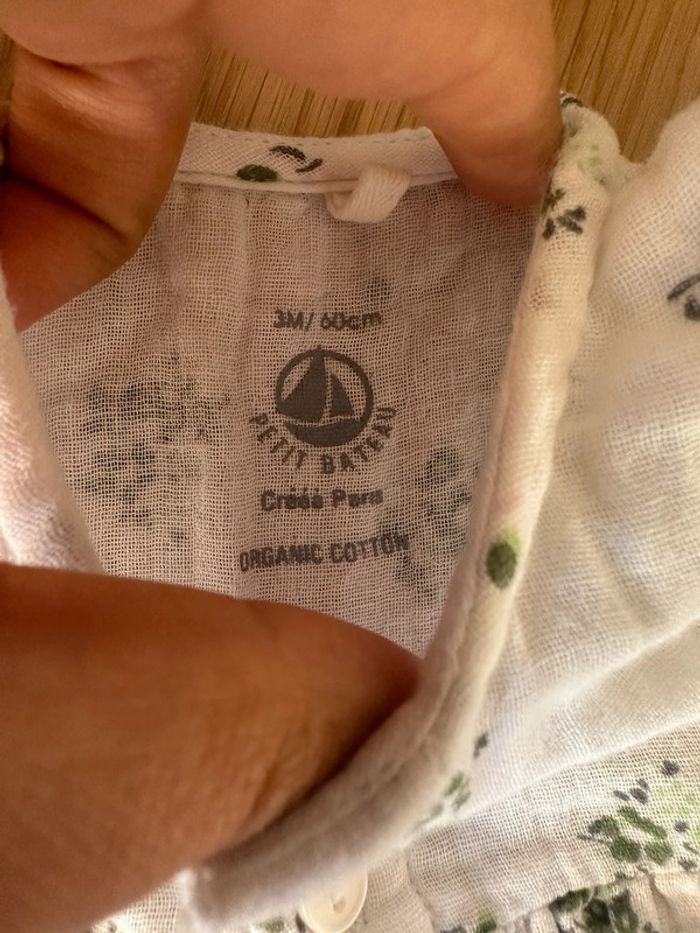 3M/ 60cm
PETIT BATEAU
Créée Paris
ORGANIC COTTON